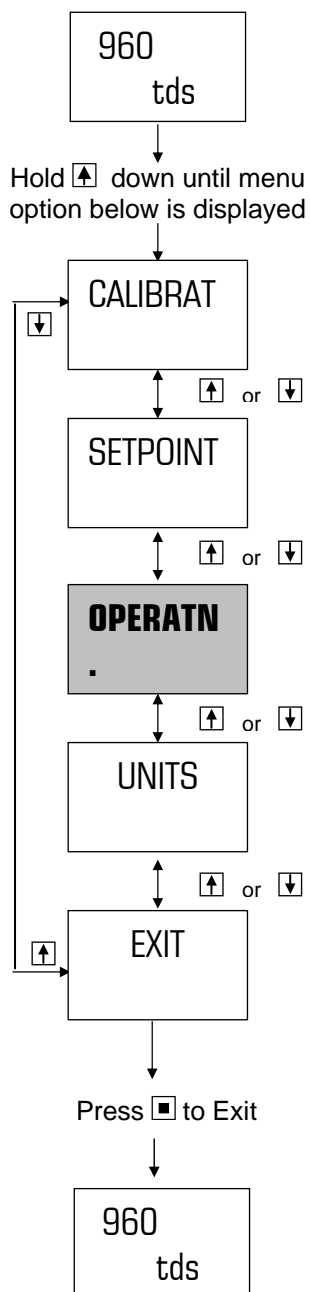 960
tds
Hold ↑ down until menu
option below is displayed
CALIBRAT
↓
↑ or ↓
SETPOINT
↑ or ↓
OPERATN
.
↑ or ↓
UNITS
↑ or ↓
EXIT
↑
Press ■ to Exit
960
tds